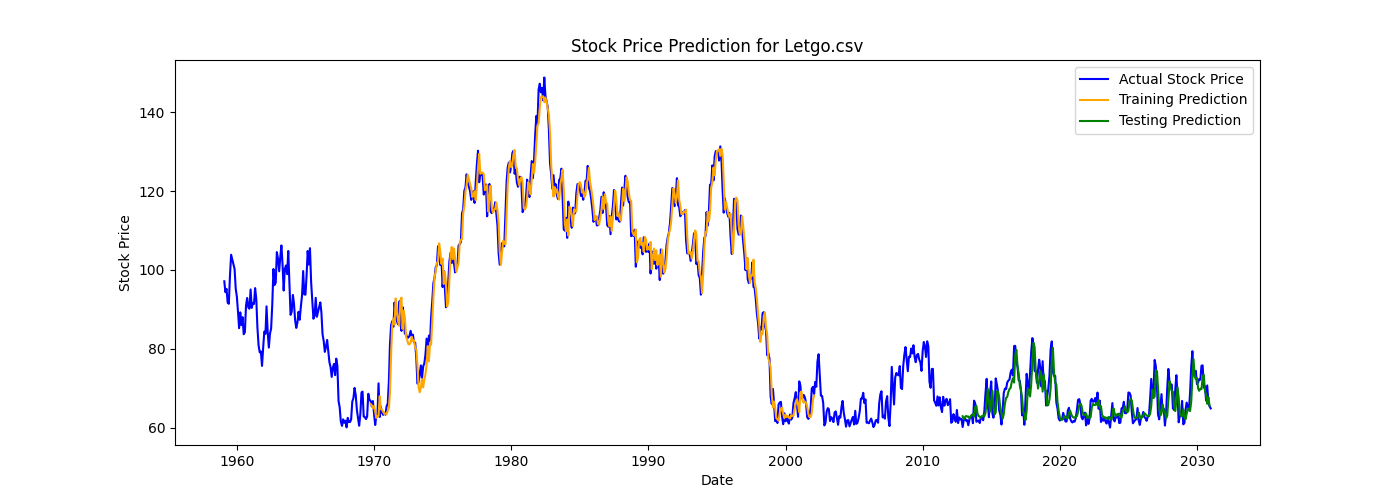 Stock Price Prediction for Letgo.csv
Actual Stock Price
Training Prediction
Testing Prediction
Stock Price
140
120
100
80
60
1960 1970 1980 1990 2000 2010 2020 2030
Date